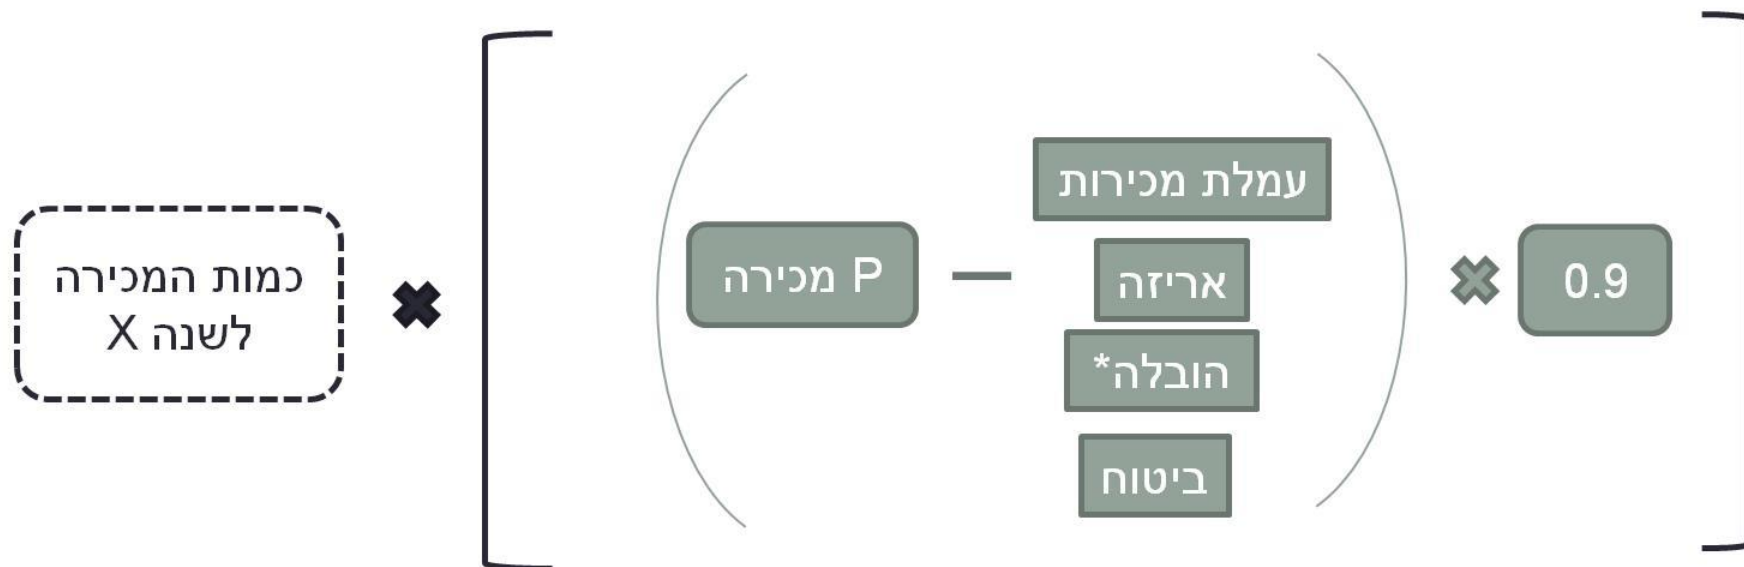 כמות המכירה
לשנה X
P מכירה
עמלת מכירות
אריזה
הובלה*
ביטוח
0.9